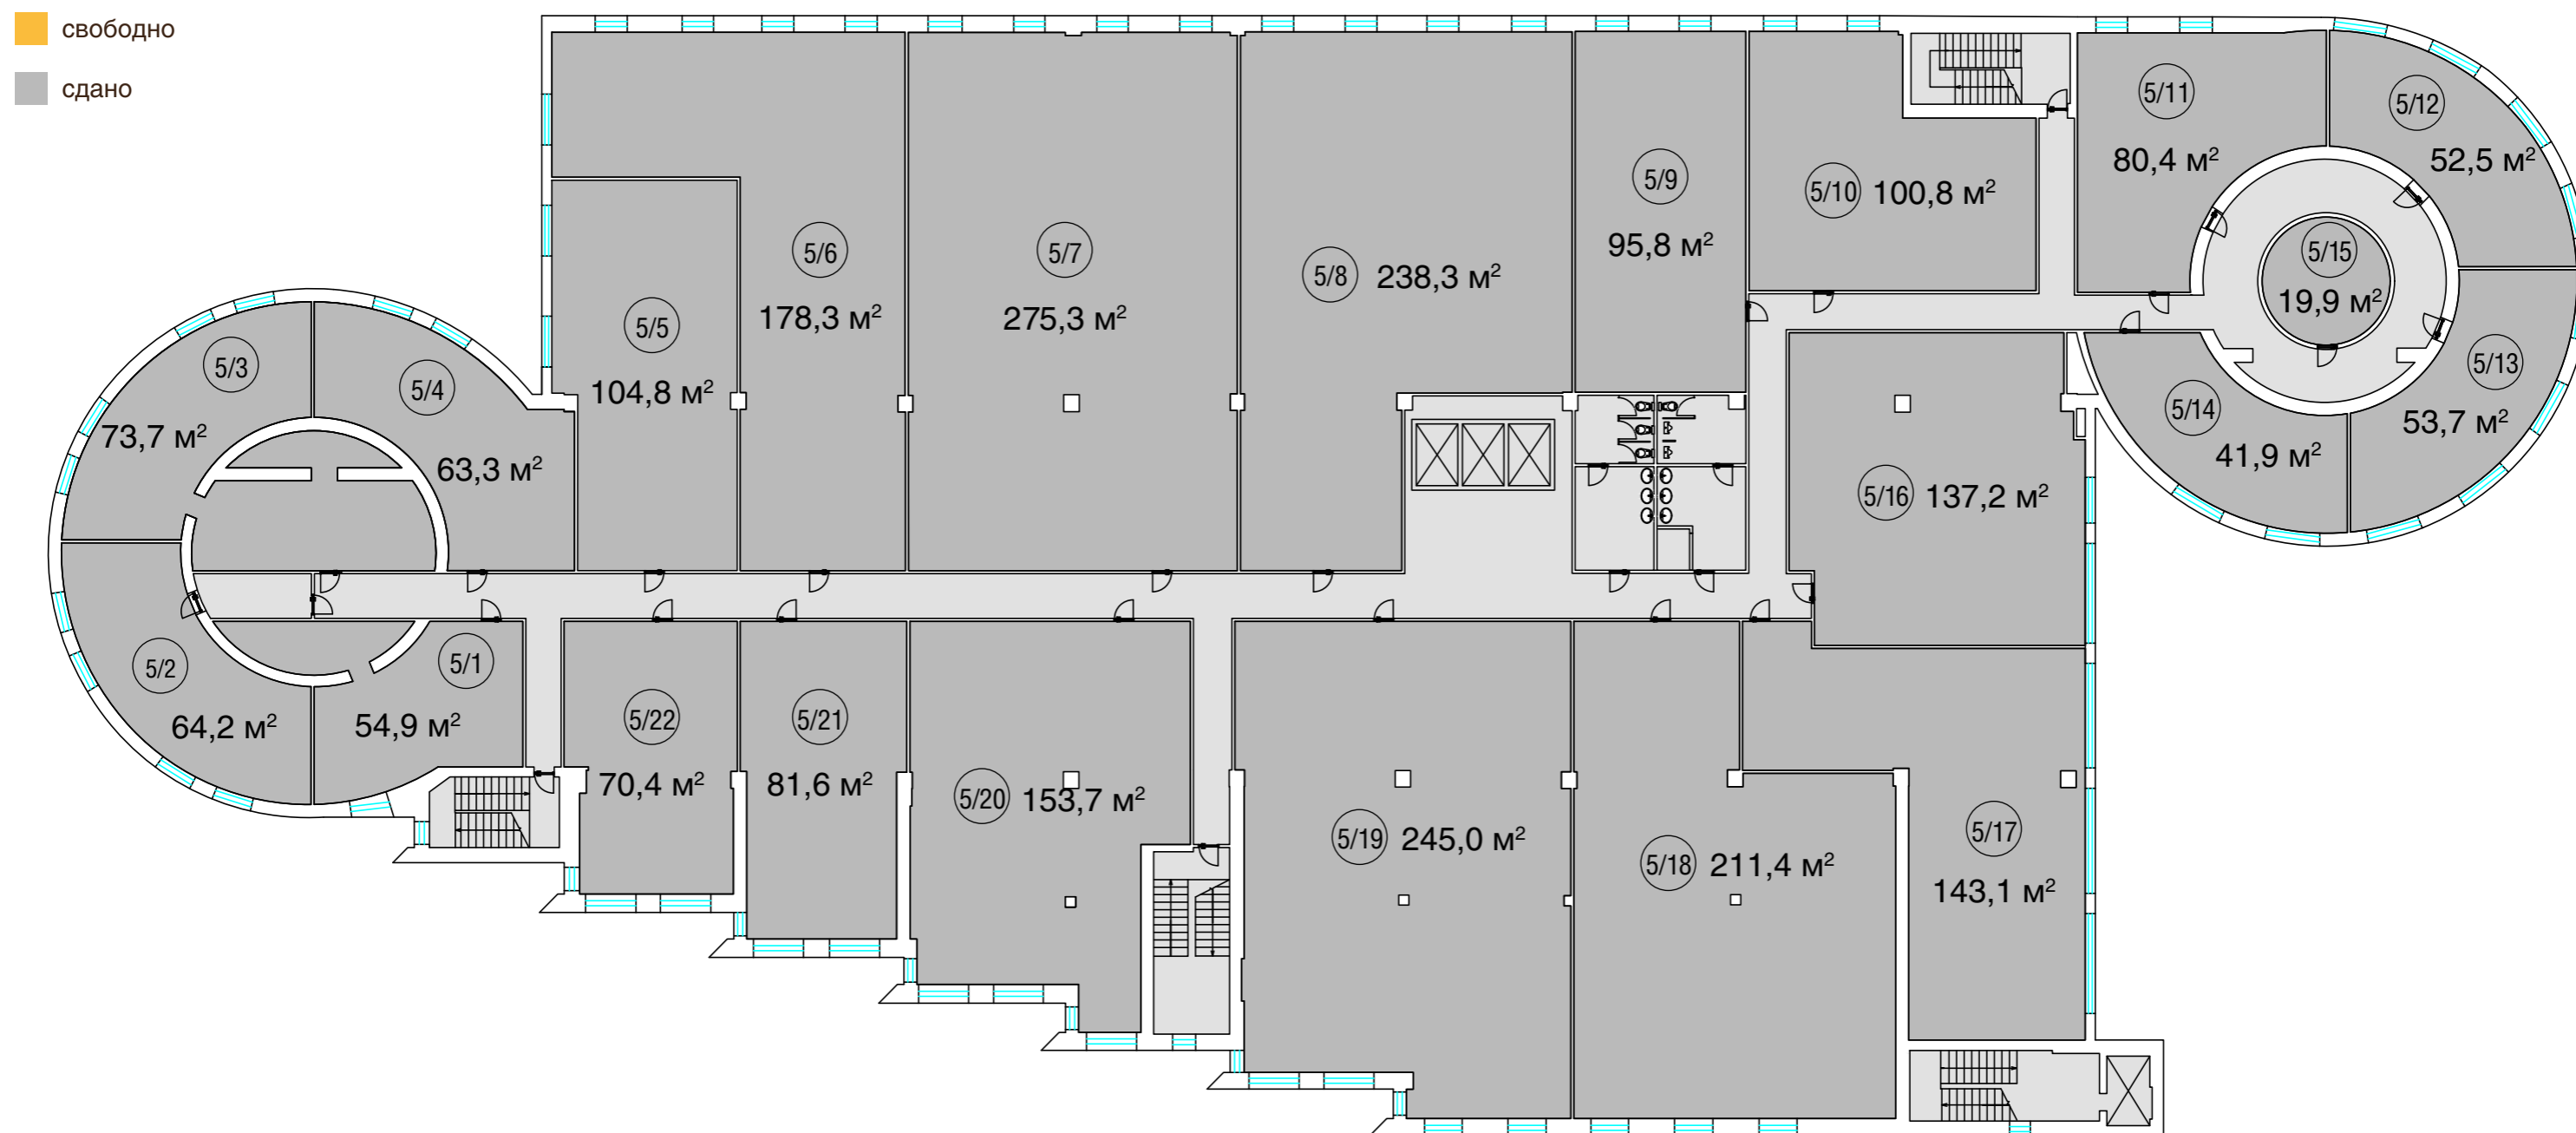 свободно
сдано
5/1
54,9 м²
5/2
64,2 м²
5/3
73,7 м²
5/4
63,3 м²
5/5
104,8 м²
5/6
178,3 м²
5/7
275,3 м²
5/8 238,3 м²
5/9
95,8 м²
5/10 100,8 м²
5/11
80,4 м²
5/12
52,5 м²
5/13
53,7 м²
5/14
41,9 м²
5/15
19,9 м²
5/16 137,2 м²
5/17
143,1 м²
5/18 211,4 м²
5/19 245,0 м²
5/20 153,7 м²
5/21
81,6 м²
5/22
70,4 м²